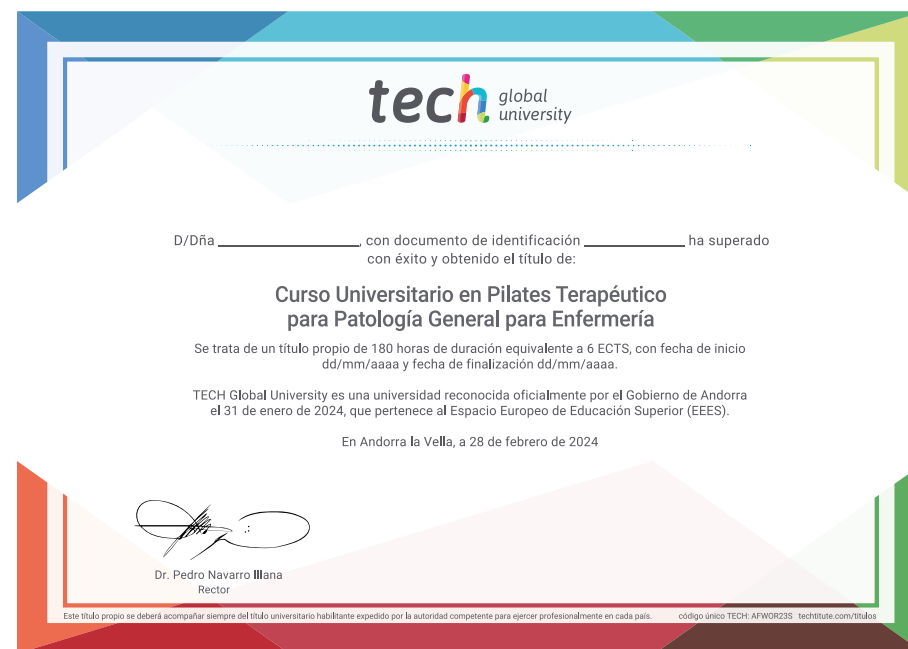 tech global
university
D/Dña ____________________, con documento de identificación ______________ ha superado
con éxito y obtenido el título de:
Curso Universitario en Pilates Terapéutico
para Patología General para Enfermería
Se trata de un título propio de 180 horas de duración equivalente a 6 ECTS, con fecha de inicio
dd/mm/aaaa y fecha de finalización dd/mm/aaaa.
TECH Global University es una universidad reconocida oficialmente por el Gobierno de Andorra
el 31 de enero de 2024, que pertenece al Espacio Europeo de Educación Superior (EEES).
En Andorra la Vella, a 28 de febrero de 2024
Dr. Pedro Navarro Illana
Rector
Este título propio se deberá acompañar siempre del título universitario habilitante expedido por la autoridad competente para ejercer profesionalmente en cada país. código único TECH: AFWOR23S techtitute.com/titulos